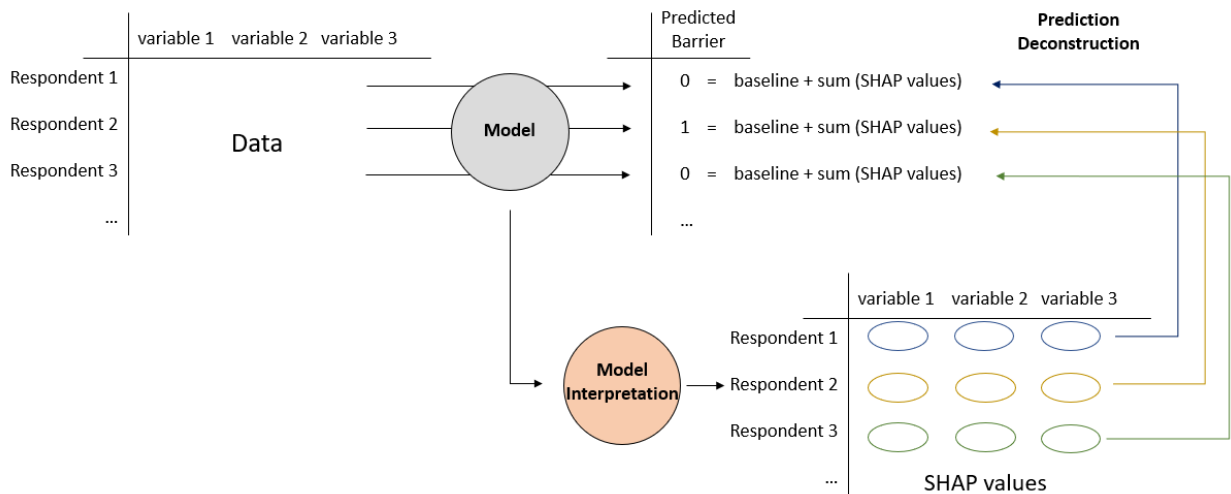 variable 1 variable 2 variable 3
Predicted
Barrier
Prediction
Deconstruction
Respondent 1
0 = baseline + sum (SHAP values)
Respondent 2
1 = baseline + sum (SHAP values)
Respondent 3
0 = baseline + sum (SHAP values)
Data
Model
...
...
variable 1 variable 2 variable 3
Respondent 1
Model
Interpretation
Respondent 2
Respondent 3
...
SHAP values